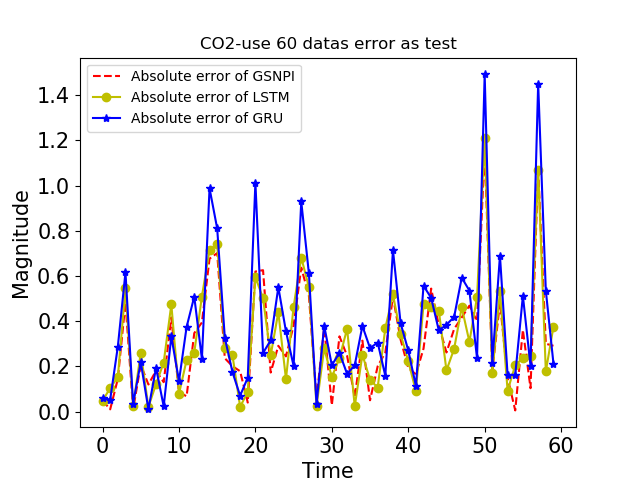 CO2-use 60 datas error as test
Absolute error of GSNPI
Absolute error of LSTM
Absolute error of GRU
Magnitude
1.4
1.2
1.0
0.8
0.6
0.4
0.2
0.0
0 10 20 30 40 50 60
Time